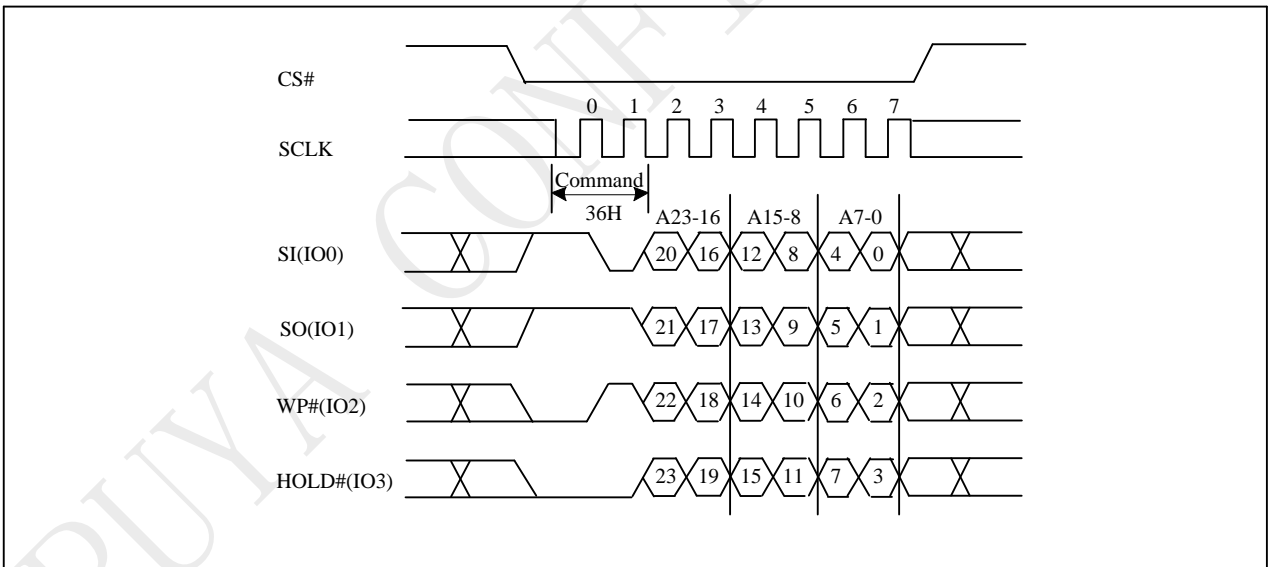 CS#
0 1 2 3 4 5 6 7
SCLK
Command
36H
A23-16 A15-8 A7-0
SI(IO0) 20 16 12 8 4 0
SO(IO1) 21 17 13 9 5 1
WP#(IO2) 22 18 14 10 6 2
HOLD#(IO3) 23 19 15 11 7 3
PUYA CONF